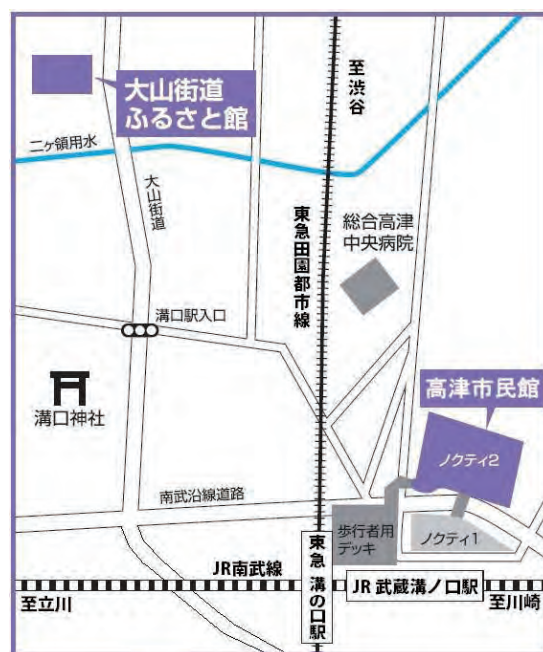 大山街道
ふるさと館
至渋谷
二ヶ領用水
大山街道
東急田園都市線
総合高津
中央病院
溝口駅入口
溝口神社
高津市民館
ノクティ2
南武沿線道路
歩行者用
デッキ
ノクティ1
東急 溝の口駅
JR南武線
JR 武蔵溝ノ口駅
至立川
至川崎